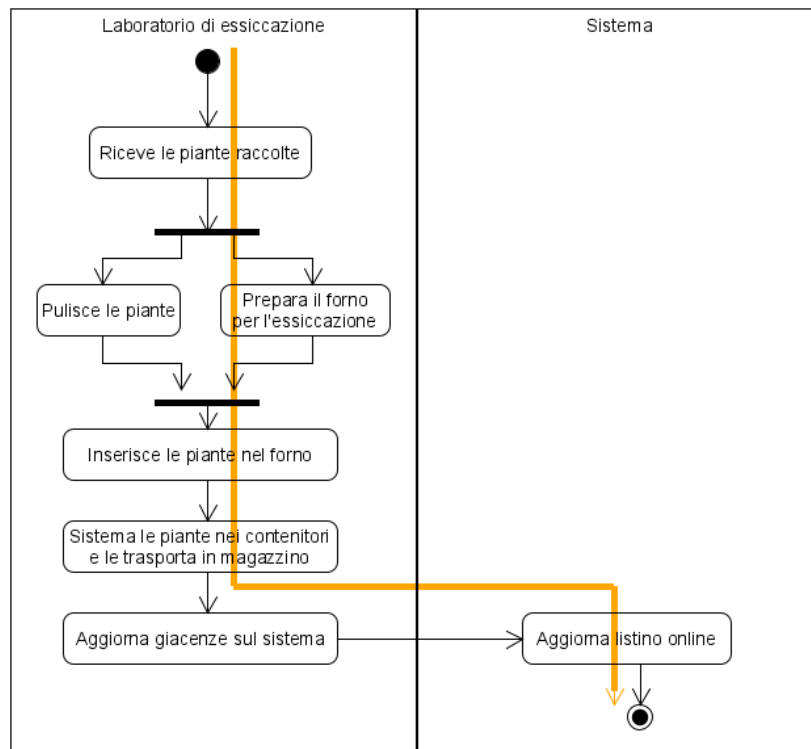 Laboratorio di essiccazione
Sistema
Riceve le piante raccolte
Pulisce le piante
Prepara il forno
per l'essiccazione
Inserisce le piante nel forno
Sistema le piante nei contenitori
e le trasporta in magazzino
Aggiorna giacenze sul sistema
Aggiorna listino online